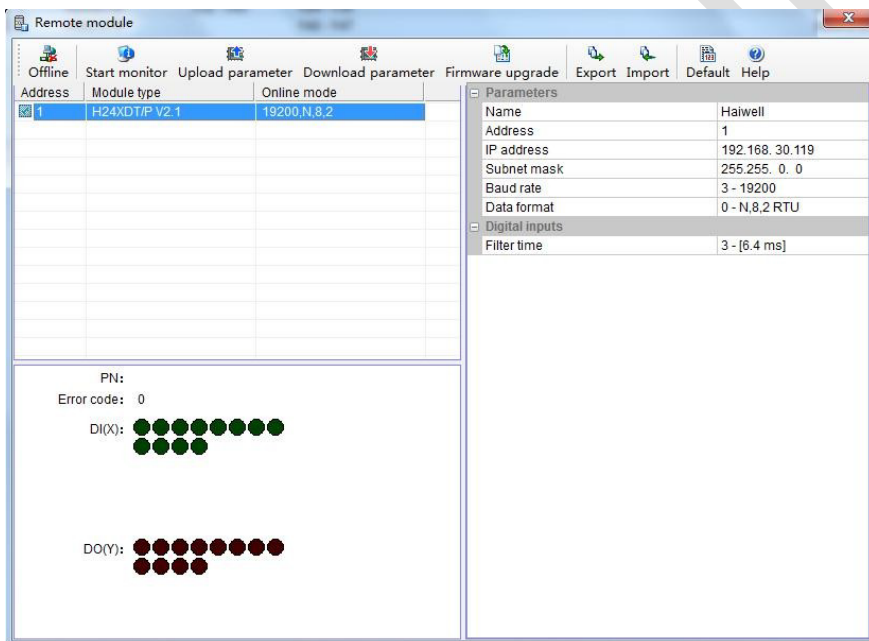 Remote module
Offline Start monitor Upload parameter Download parameter Firmware upgrade Export Import Default Help
Address Module type Online mode
1 H24XDT/P V2.1 19200,N,8,2
Parameters
Name Haiwell
Address 1
IP address 192.168. 30.119
Subnet mask 255.255. 0. 0
Baud rate 3 - 19200
Data format 0 - N,8,2 RTU
Digital inputs
Filter time 3 - [6.4 ms]
PN:
Error code: 0
DI(X):
DO(Y):